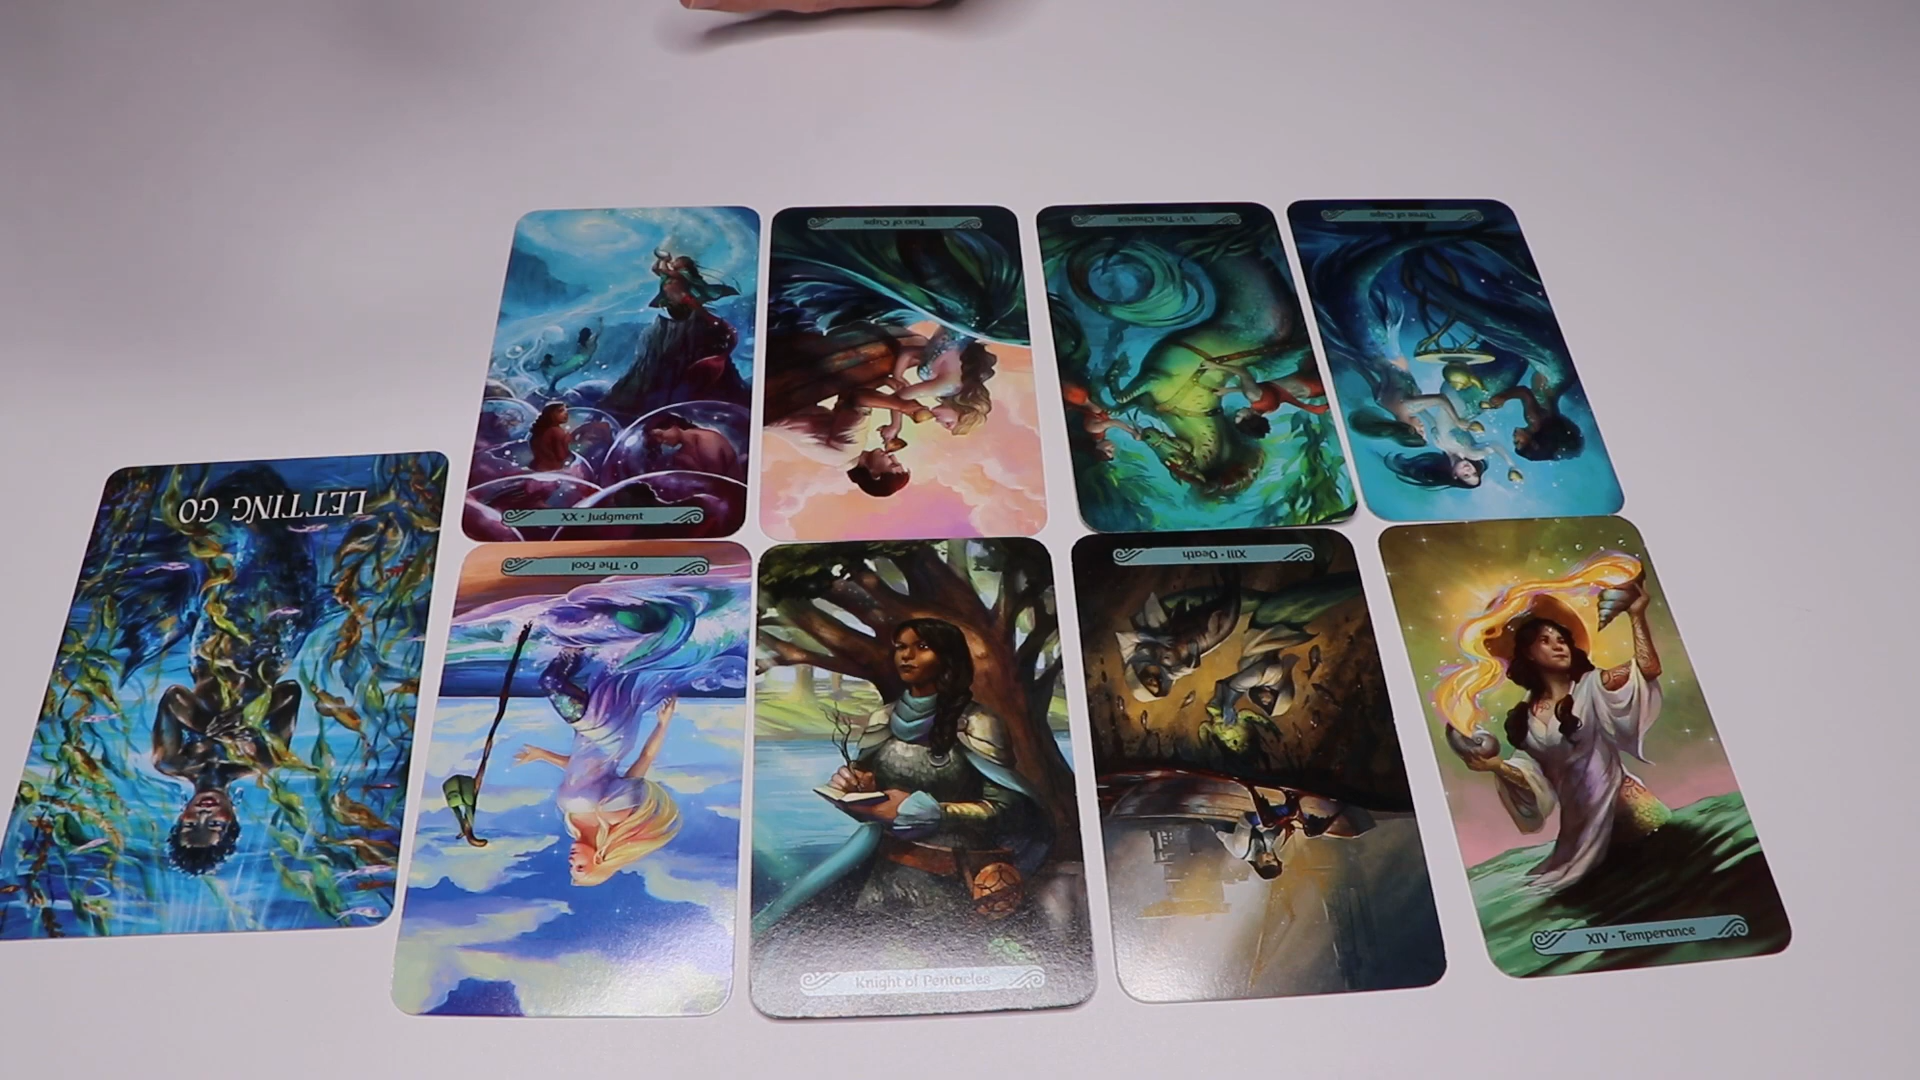 Two of Cups
VII • The Chariot
Three of Cups
XX • Judgment
LETTING GO
0 • The Fool
XIII • Death
Knight of Pentacles
XIV • Temperance